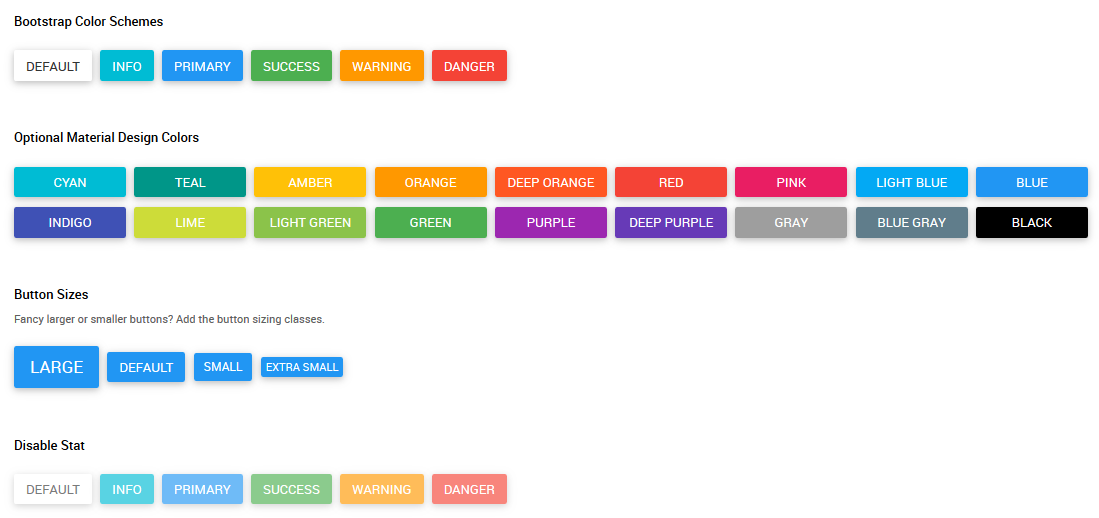 Bootstrap Color Schemes
DEFAULT INFO PRIMARY SUCCESS WARNING DANGER
Optional Material Design Colors
CYAN TEAL AMBER ORANGE DEEP ORANGE RED PINK LIGHT BLUE BLUE
INDIGO LIME LIGHT GREEN GREEN PURPLE DEEP PURPLE GRAY BLUE GRAY BLACK
Button Sizes
Fancy larger or smaller buttons? Add the button sizing classes.
LARGE DEFAULT SMALL EXTRA SMALL
Disable Stat
DEFAULT INFO PRIMARY SUCCESS WARNING DANGER